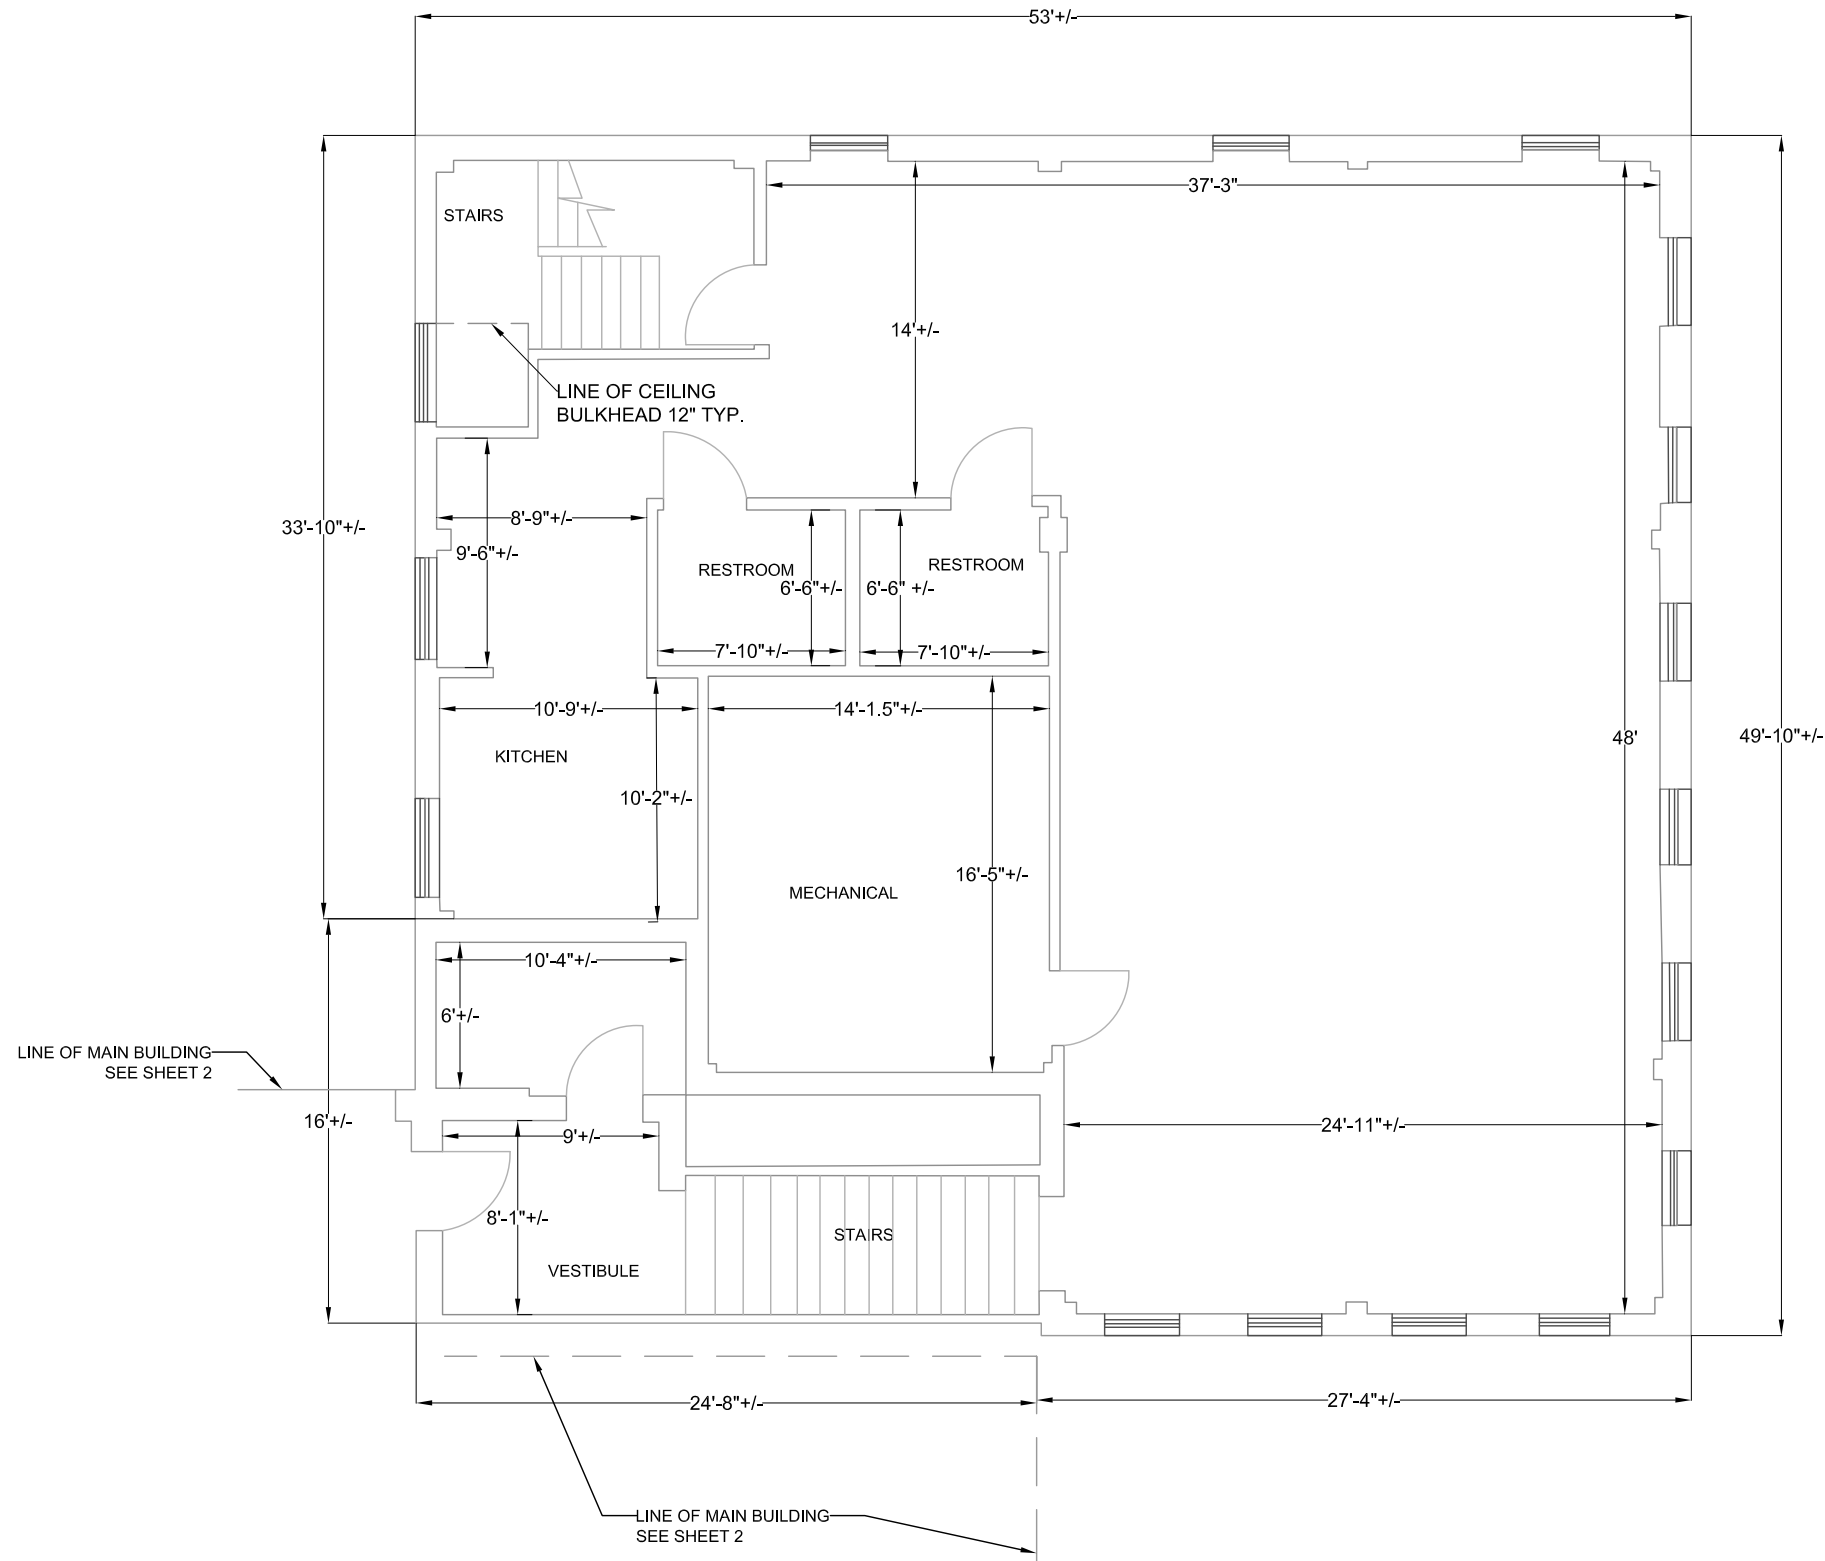 53'+/-
37'-3"
STAIRS
14'+/-
LINE OF CEILING
BULKHEAD 12" TYP.
33'-10"+/-
8'-9"+/-
9'-6"+/-
RESTROOM
6'-6"+/-
RESTROOM
6'-6" +/-
7'-10"+/-
7'-10"+/-
10'-9'+/-
14'-1.5"+/-
48'
49'-10"+/-
KITCHEN
10'-2"+/-
16'-5"+/-
MECHANICAL
10'-4"+/-
6'+/-
LINE OF MAIN BUILDING
SEE SHEET 2
16'+/-
9'+/-
24'-11"+/-
8'-1"+/-
STAIRS
VESTIBULE
24'-8"+/-
27'-4"+/-
LINE OF MAIN BUILDING
SEE SHEET 2